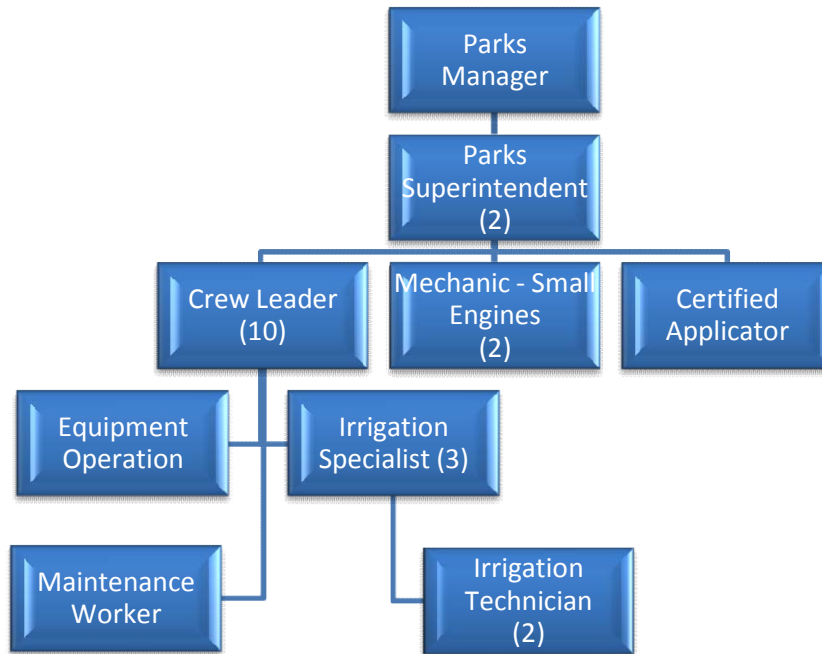 Parks
Manager
Parks
Superintendent
(2)
Crew Leader
(10)
Mechanic - Small
Engines
(2)
Certified
Applicator
Equipment
Operation
Irrigation
Specialist (3)
Maintenance
Worker
Irrigation
Technician
(2)